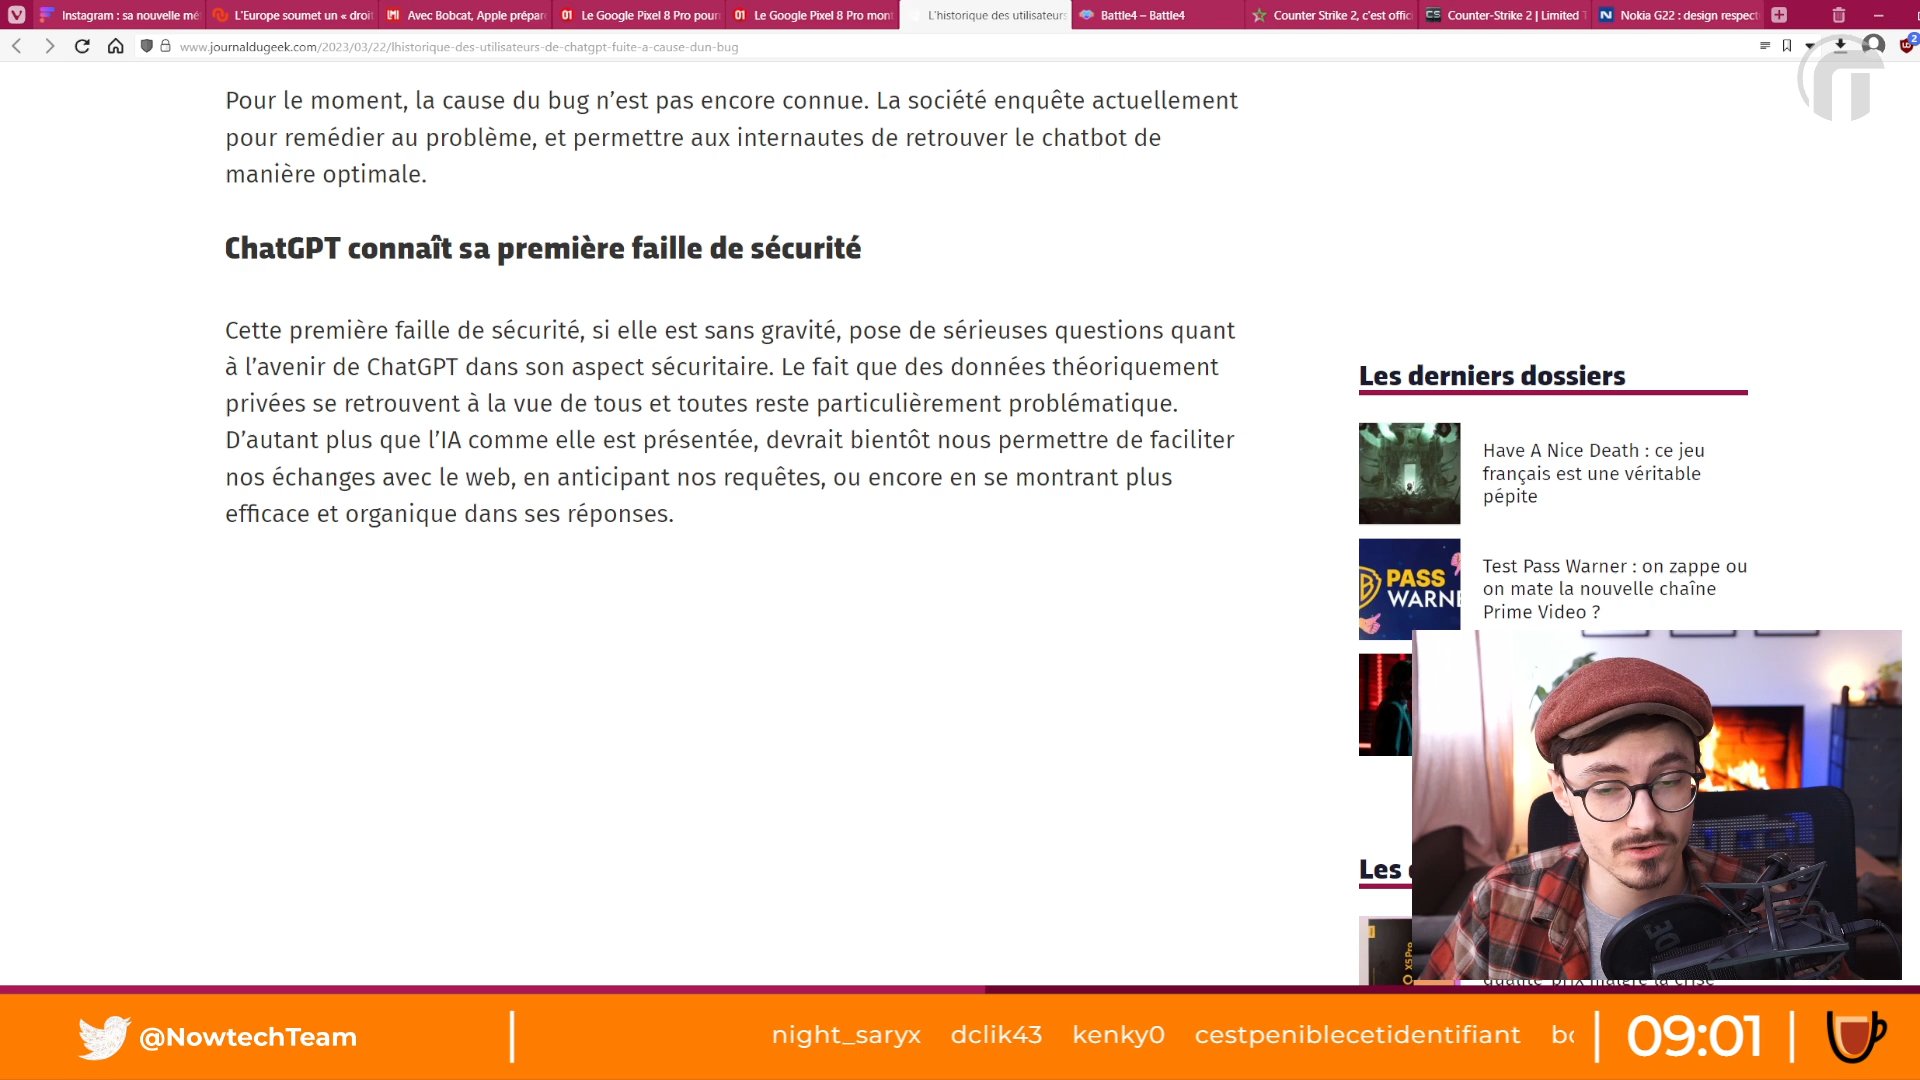 Instagram : sa nouvelle mé
L'Europe soumet un « droit
Avec Bobcat, Apple prépar
Le Google Pixel 8 Pro pour
Le Google Pixel 8 Pro mon
L'historique des utilisateurs
Battle4 – Battle4
Counter Strike 2, c'est offic
Counter-Strike 2 | Limited T
Nokia G22 : design respect
www.journaldugeek.com/2023/03/22/lhistorique-des-utilisateurs-de-chatgpt-fuite-a-cause-dun-bug
2
Pour le moment, la cause du bug n’est pas encore connue. La société enquête actuellement
pour remédier au problème, et permettre aux internautes de retrouver le chatbot de
manière optimale.
ChatGPT connaît sa première faille de sécurité
Cette première faille de sécurité, si elle est sans gravité, pose de sérieuses questions quant
à l’avenir de ChatGPT dans son aspect sécuritaire. Le fait que des données théoriquement
privées se retrouvent à la vue de tous et toutes reste particulièrement problématique.
D’autant plus que l’IA comme elle est présentée, devrait bientôt nous permettre de faciliter
nos échanges avec le web, en anticipant nos requêtes, ou encore en se montrant plus
efficace et organique dans ses réponses.
Les derniers dossiers
Have A Nice Death : ce jeu
français est une véritable
pépite
PASS
WARNE
Test Pass Warner : on zappe ou
on mate la nouvelle chaîne
Prime Video ?
Les
X5 Pro
qualité-prix malgré la crise
@NowtechTeam
night_saryx dclik43 kenky0 cestpeniblecetidentifiant
09:01